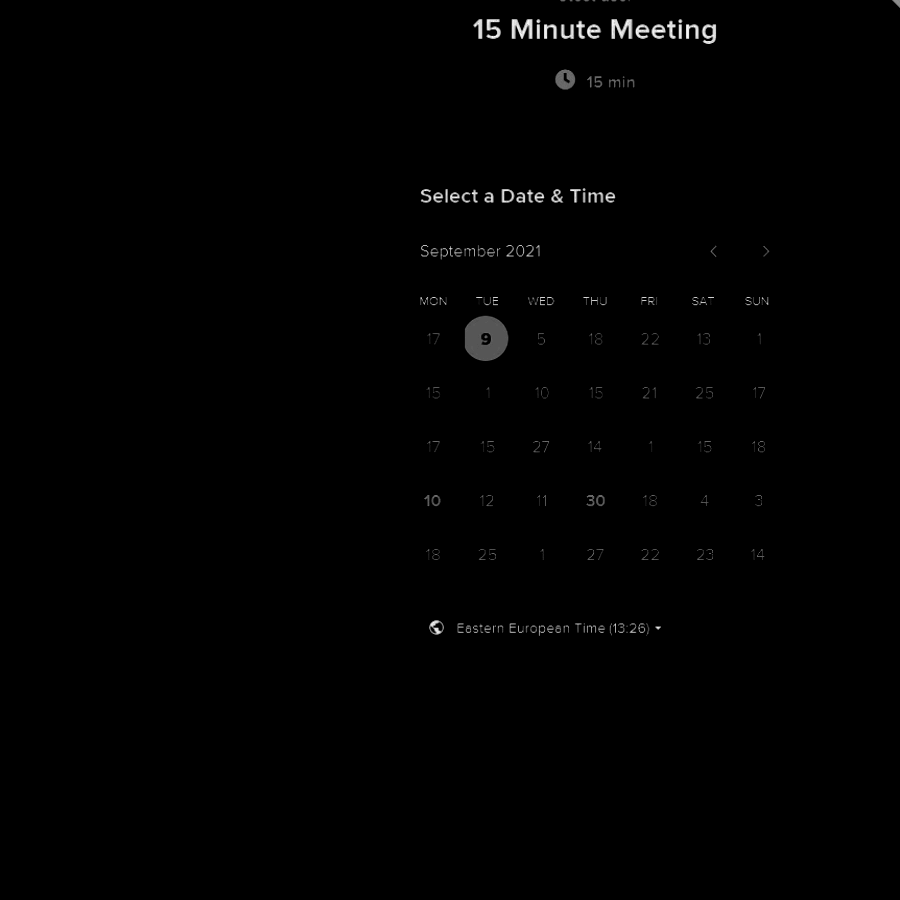 15 Minute Meeting
15 min
Select a Date & Time
September 2021
MON TUE WED THU FRI SAT SUN
17 9 5 18 22 13 1
15 1 10 15 21 25 17
17 15 27 14 1 15 18
10 12 11 30 18 4 3
18 25 1 27 22 23 14
Eastern European Time (13:26)